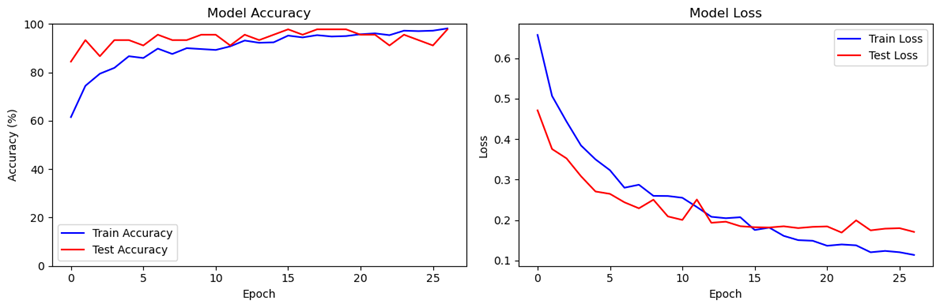 Model Accuracy
100
80
60
40
20
0
Accuracy (%)
Train Accuracy
Test Accuracy
0 5 10 15 20 25
Epoch
Model Loss
0.6
0.5
0.4
0.3
0.2
0.1
Loss
Train Loss
Test Loss
0 5 10 15 20 25
Epoch